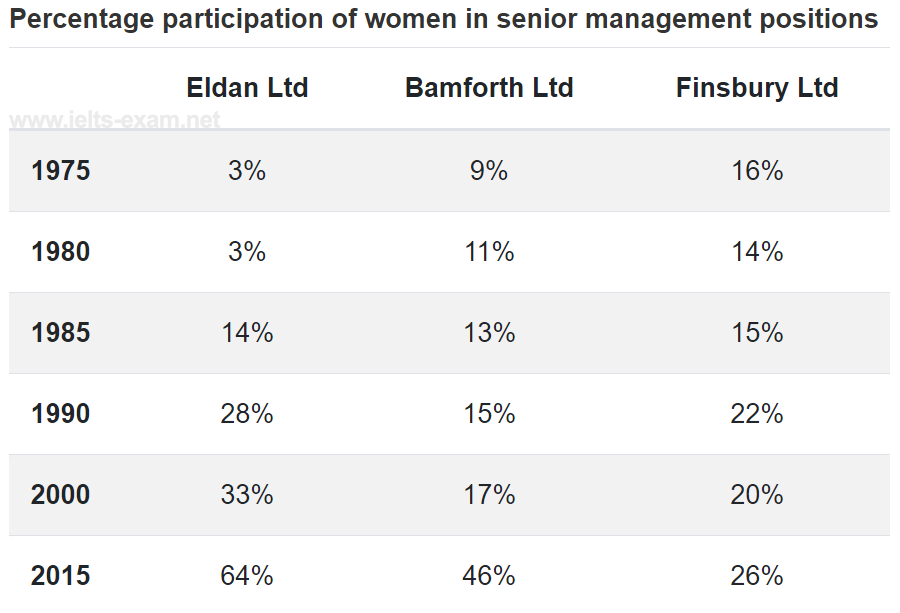 Percentage participation of women in senior management positions
Eldan Ltd Bamforth Ltd Finsbury Ltd
www.ielts-exam.net
1975 3% 9% 16%
1980 3% 11% 14%
1985 14% 13% 15%
1990 28% 15% 22%
2000 33% 17% 20%
2015 64% 46% 26%